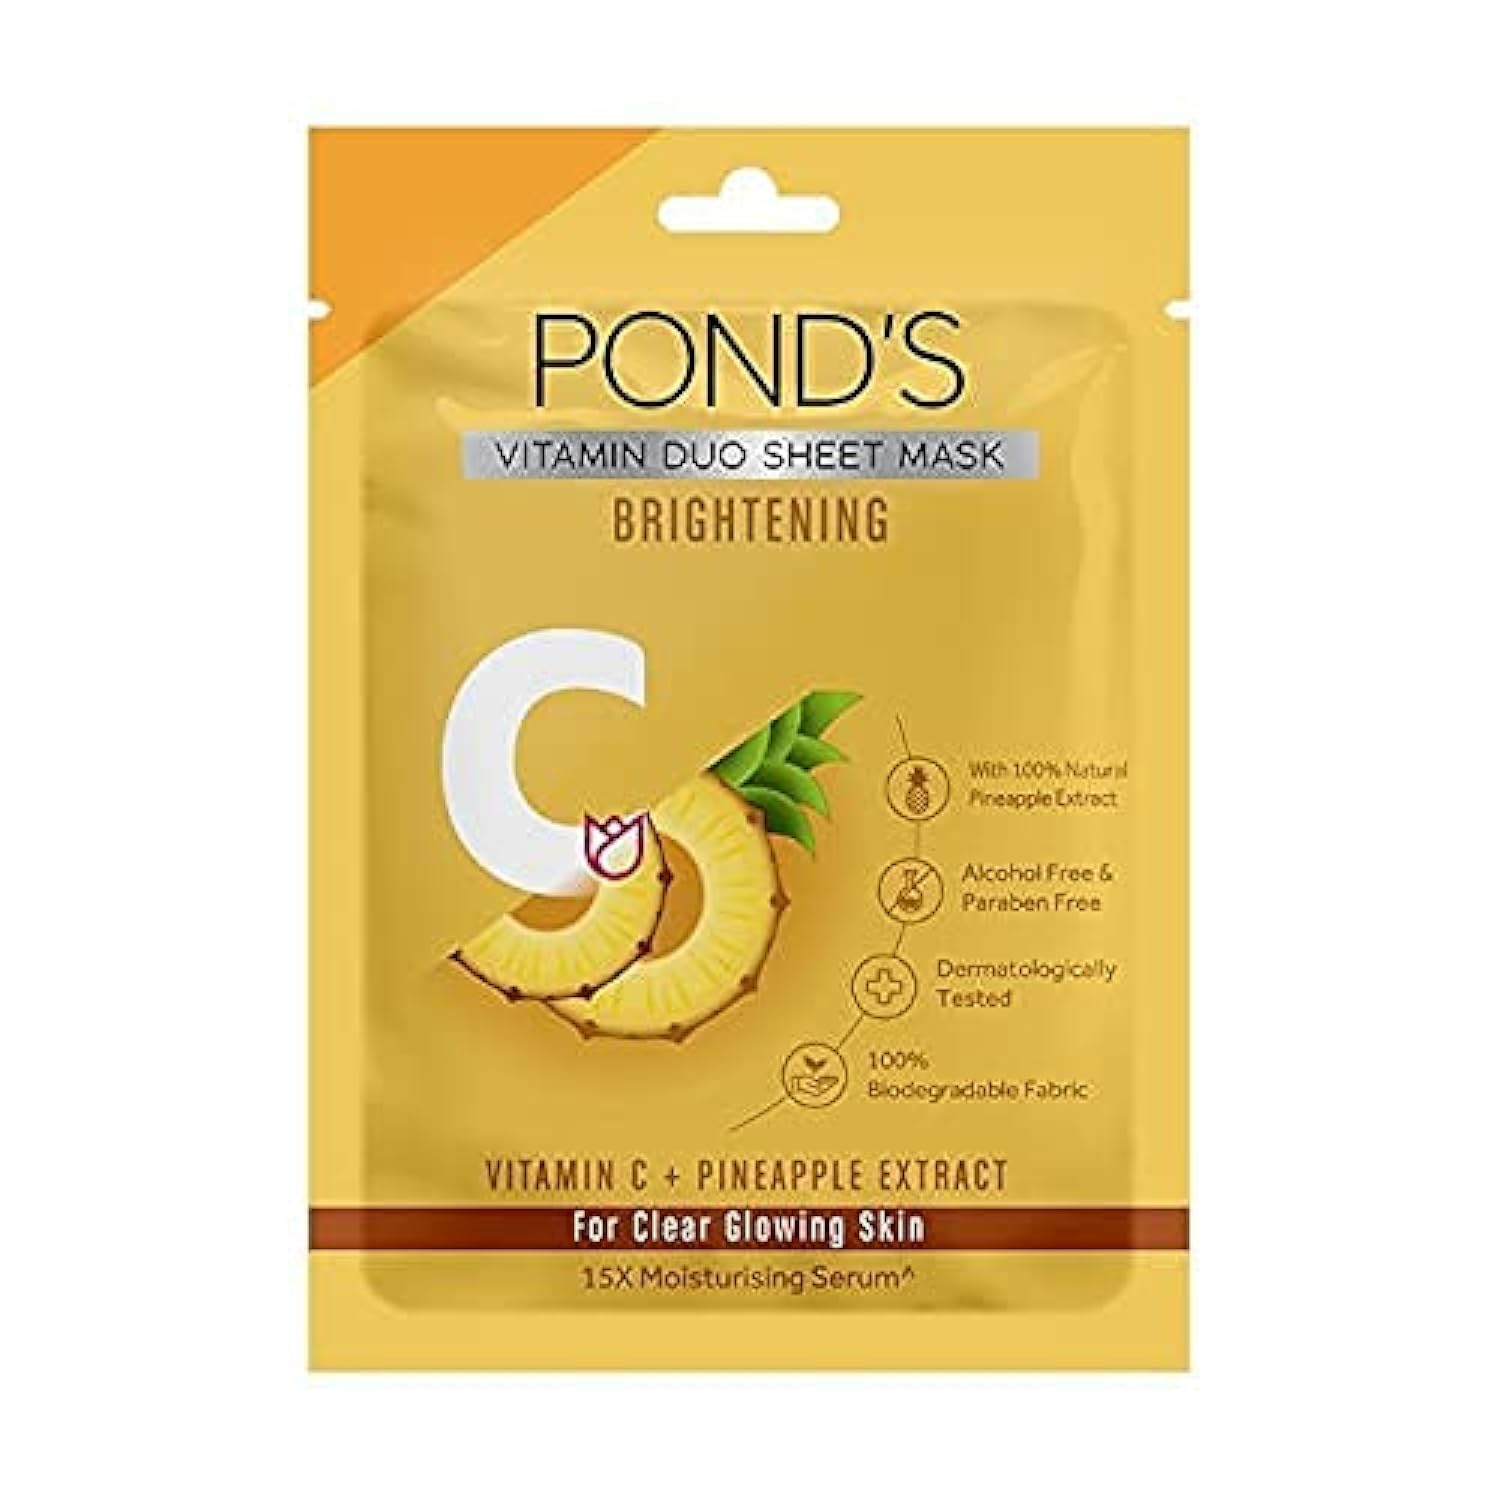 POND'S
VITAMIN DUO SHEET MASK
BRIGHTENING
C
With 100% Natural
Pineapple Extract
Alcohol Free &
Paraben Free
Dermatologically
Tested
100%
Biodegradable Fabric
VITAMIN C + PINEAPPLE EXTRACT
For Clear Glowing Skin
15X Moisturising Serum^